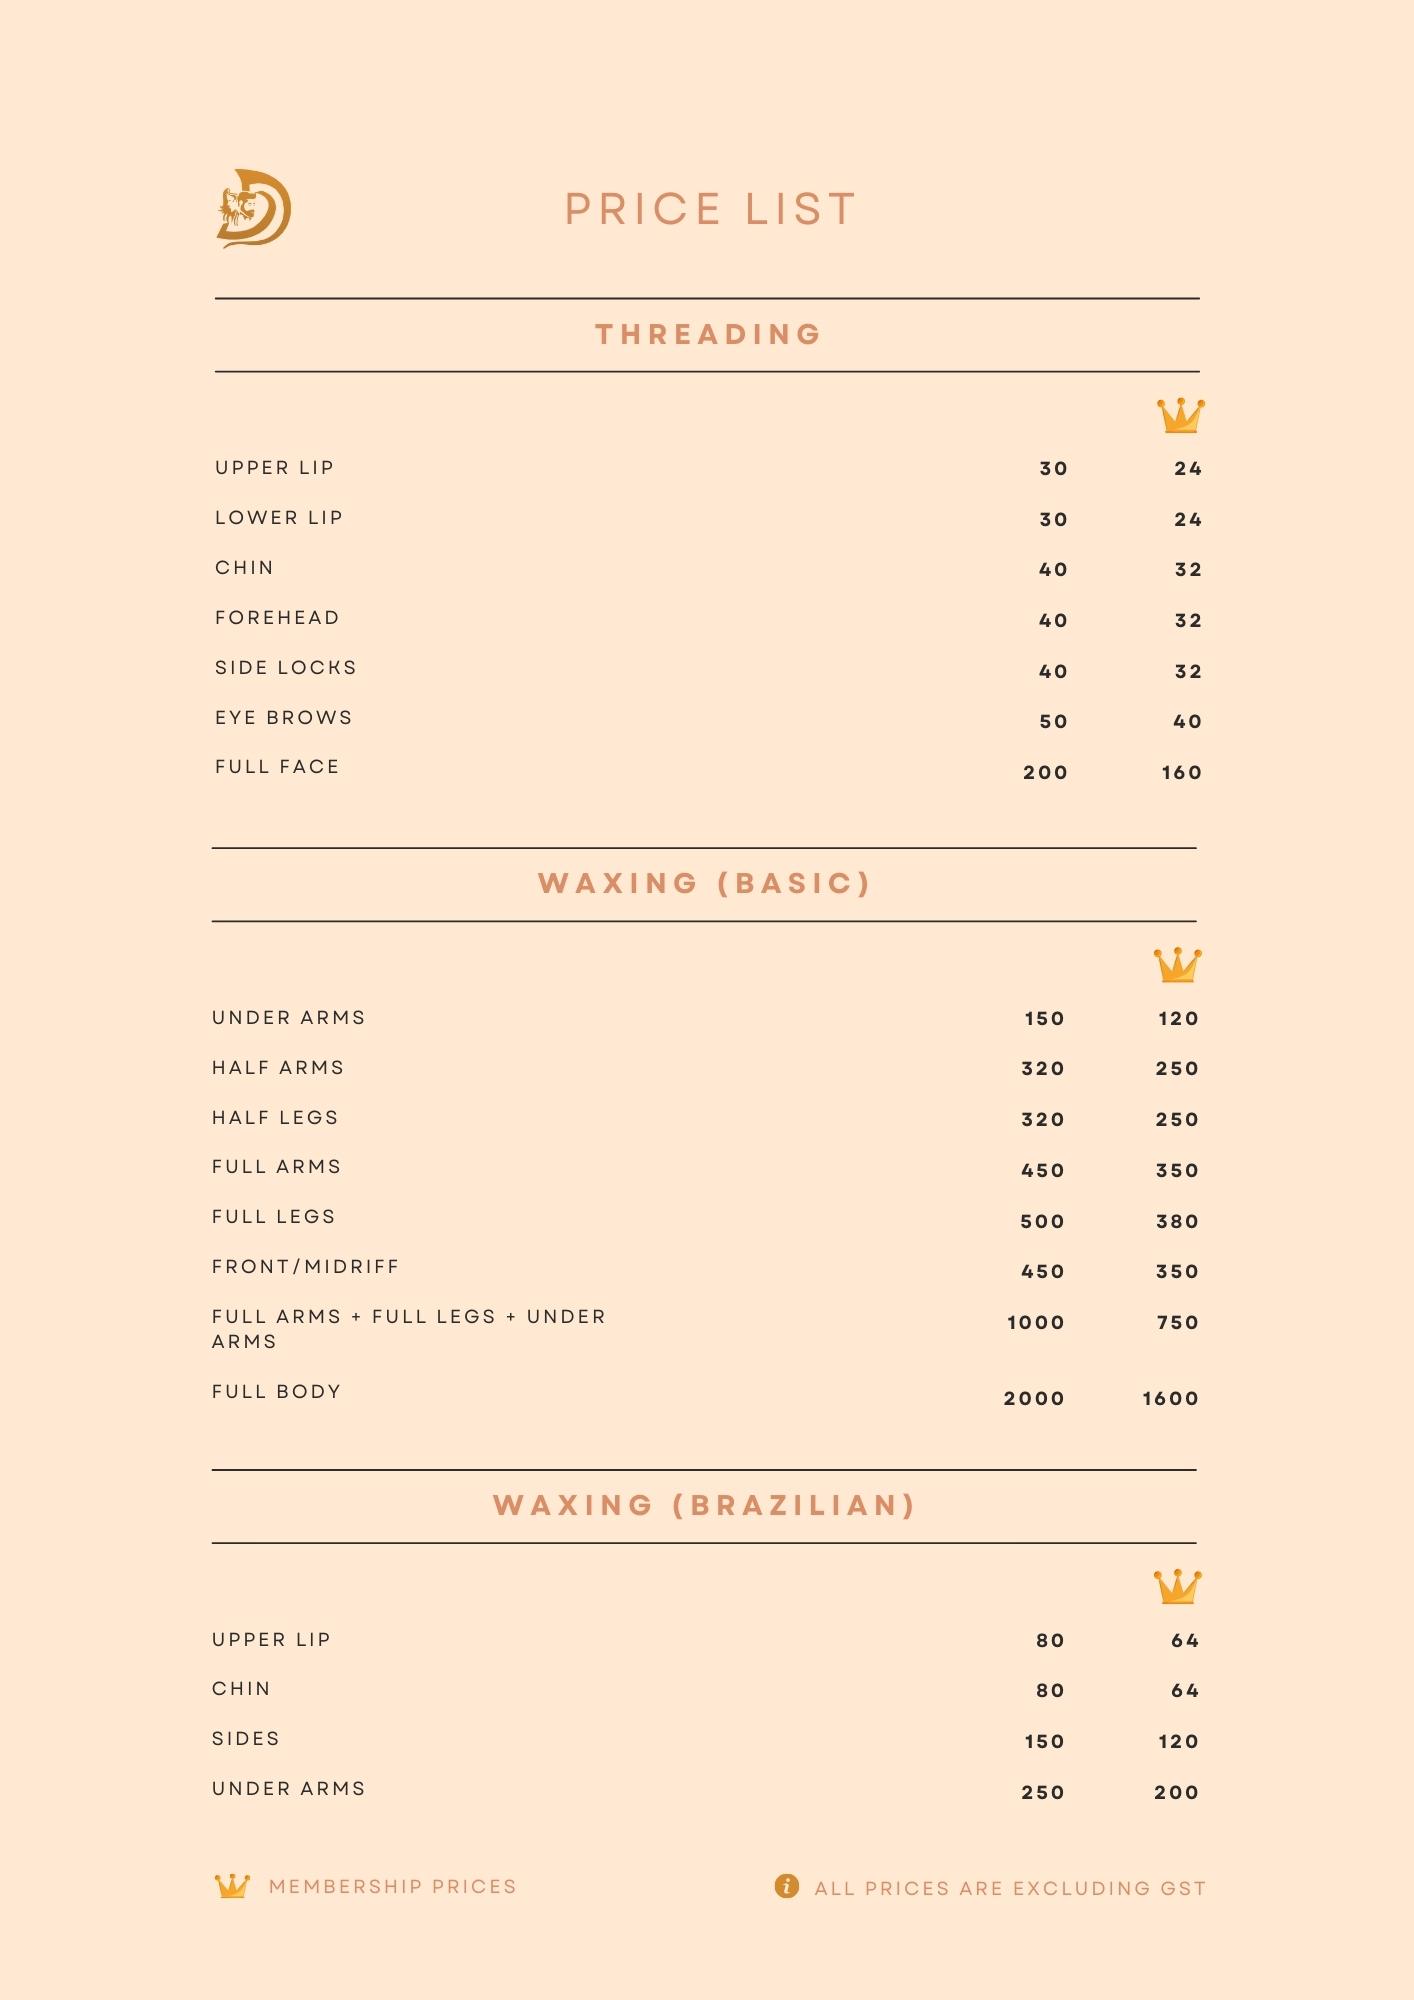 PRICE LIST
THREADING
UPPER LIP 30 24
LOWER LIP 30 24
CHIN 40 32
FOREHEAD 40 32
SIDE LOCKS 40 32
EYE BROWS 50 40
FULL FACE 200 160
WAXING (BASIC)
UNDER ARMS 150 120
HALF ARMS 320 250
HALF LEGS 320 250
FULL ARMS 450 350
FULL LEGS 500 380
FRONT/MIDRIFF 450 350
FULL ARMS + FULL LEGS + UNDER 1000 750
ARMS
FULL BODY 2000 1600
WAXING (BRAZILIAN)
UPPER LIP 80 64
CHIN 80 64
SIDES 150 120
UNDER ARMS 250 200
MEMBERSHIP PRICES i ALL PRICES ARE EXCLUDING GST